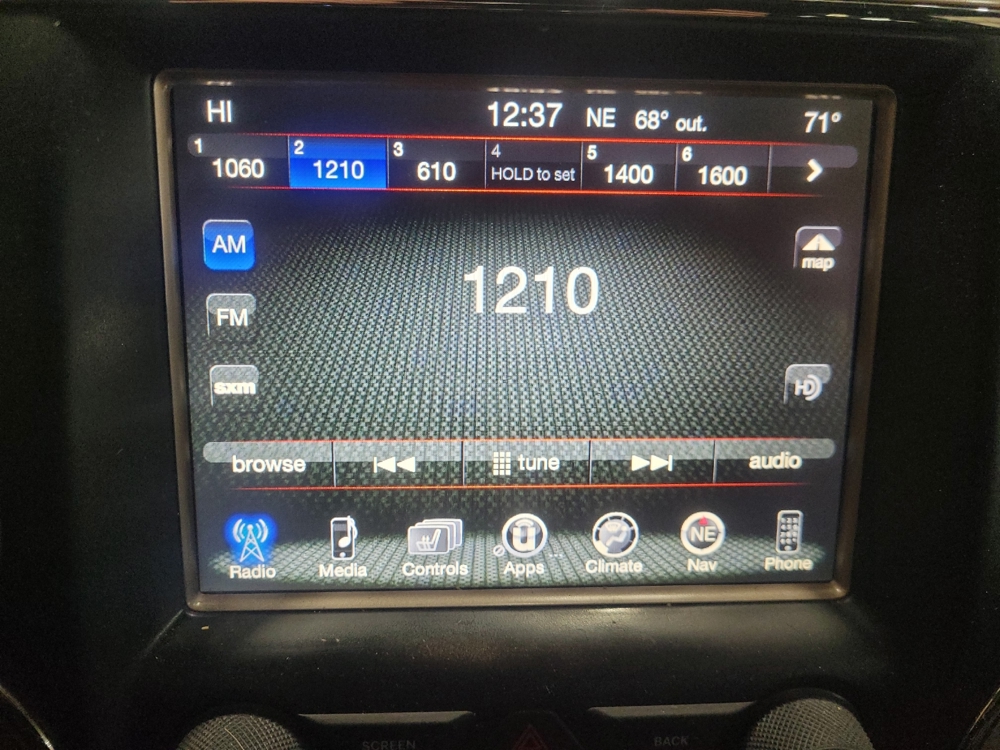 HI 12:37 NE 68° out. 71°
1 2 3 4 5 6
1060 1210 610 HOLD to set 1400 1600
AM
1210
map
FM
sxm
HD
browse tune audio
NE
Radio Media Controls Apps Climate Nav Phone
SCREEN BACK